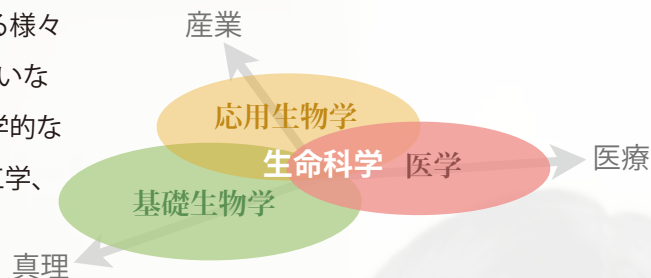 る様々
いな
学的な
工学、
産業
応用生物学
生命科学
医学
医療
基礎生物学
真理